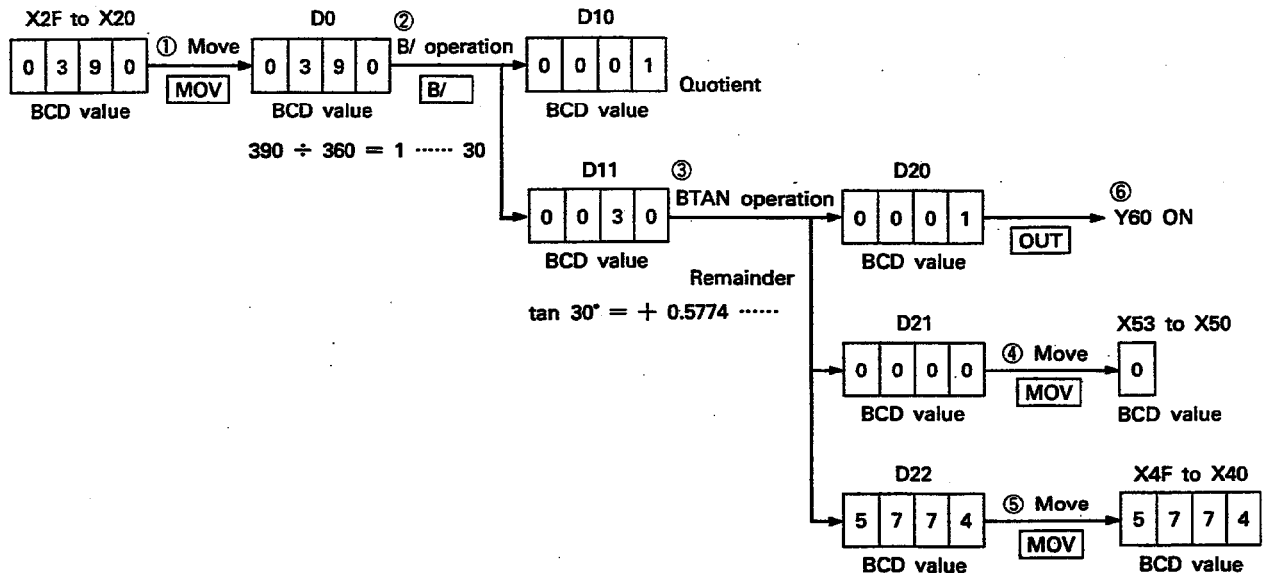 X2F to X20
0 3 9 0
BCD value
① Move
MOV
D0
0 3 9 0
BCD value
②
B/ operation
B/
D10
0 0 0 1
Quotient
BCD value
390 ÷ 360 = 1 ······ 30
D11
0 0 3 0
BCD value
Remainder
③
BTAN operation
tan 30° = + 0.5774 ······
D20
0 0 0 1
BCD value
OUT
⑥
Y60 ON
D21
0 0 0 0
BCD value
④ Move
MOV
X53 to X50
0
BCD value
D22
5 7 7 4
BCD value
⑤ Move
MOV
X4F to X40
5 7 7 4
BCD value